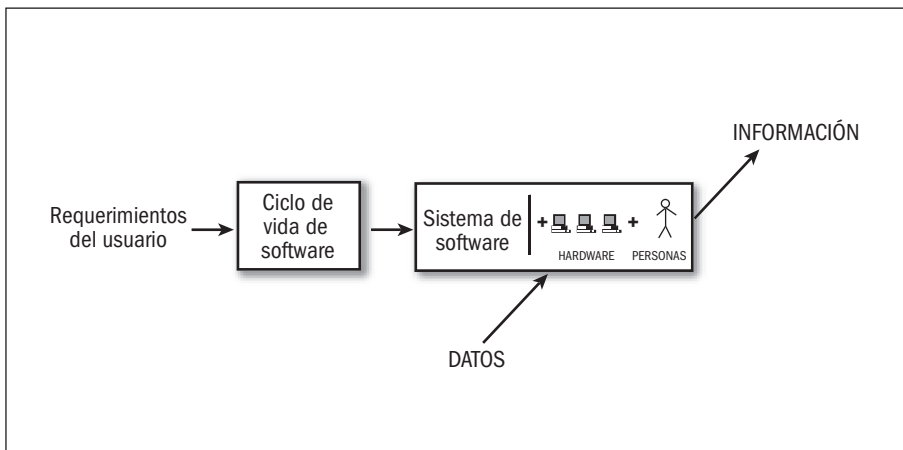 INFORMACIÓN
Requerimientos
del usuario
Ciclo de
vida de
software
Sistema de
software
+ + 
HARDWARE PERSONAS
DATOS